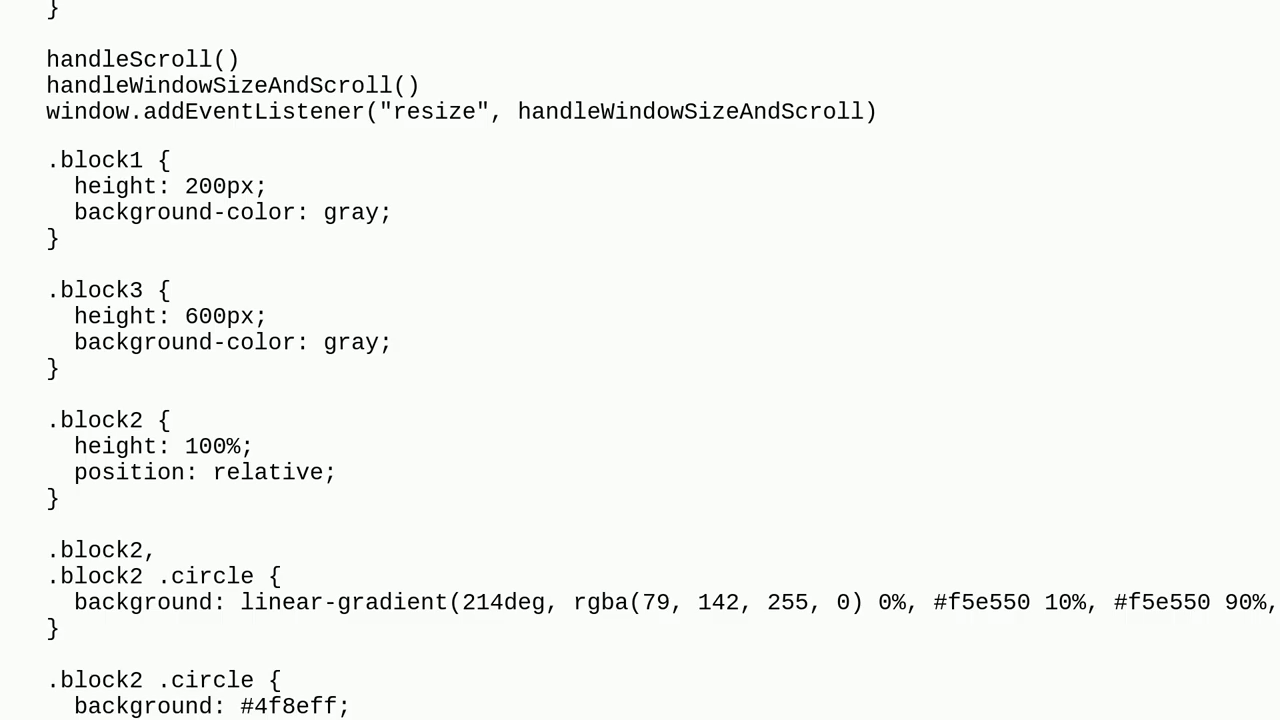 }

handleScroll()
handleWindowSizeAndScroll()
window.addEventListener("resize", handleWindowSizeAndScroll)

.block1 {
  height: 200px;
  background-color: gray;
}

.block3 {
  height: 600px;
  background-color: gray;
}

.block2 {
  height: 100%;
  position: relative;
}

.block2,
.block2 .circle {
  background: linear-gradient(214deg, rgba(79, 142, 255, 0) 0%, #f5e550 10%, #f5e550 90%,
}

.block2 .circle {
  background: #4f8eff;